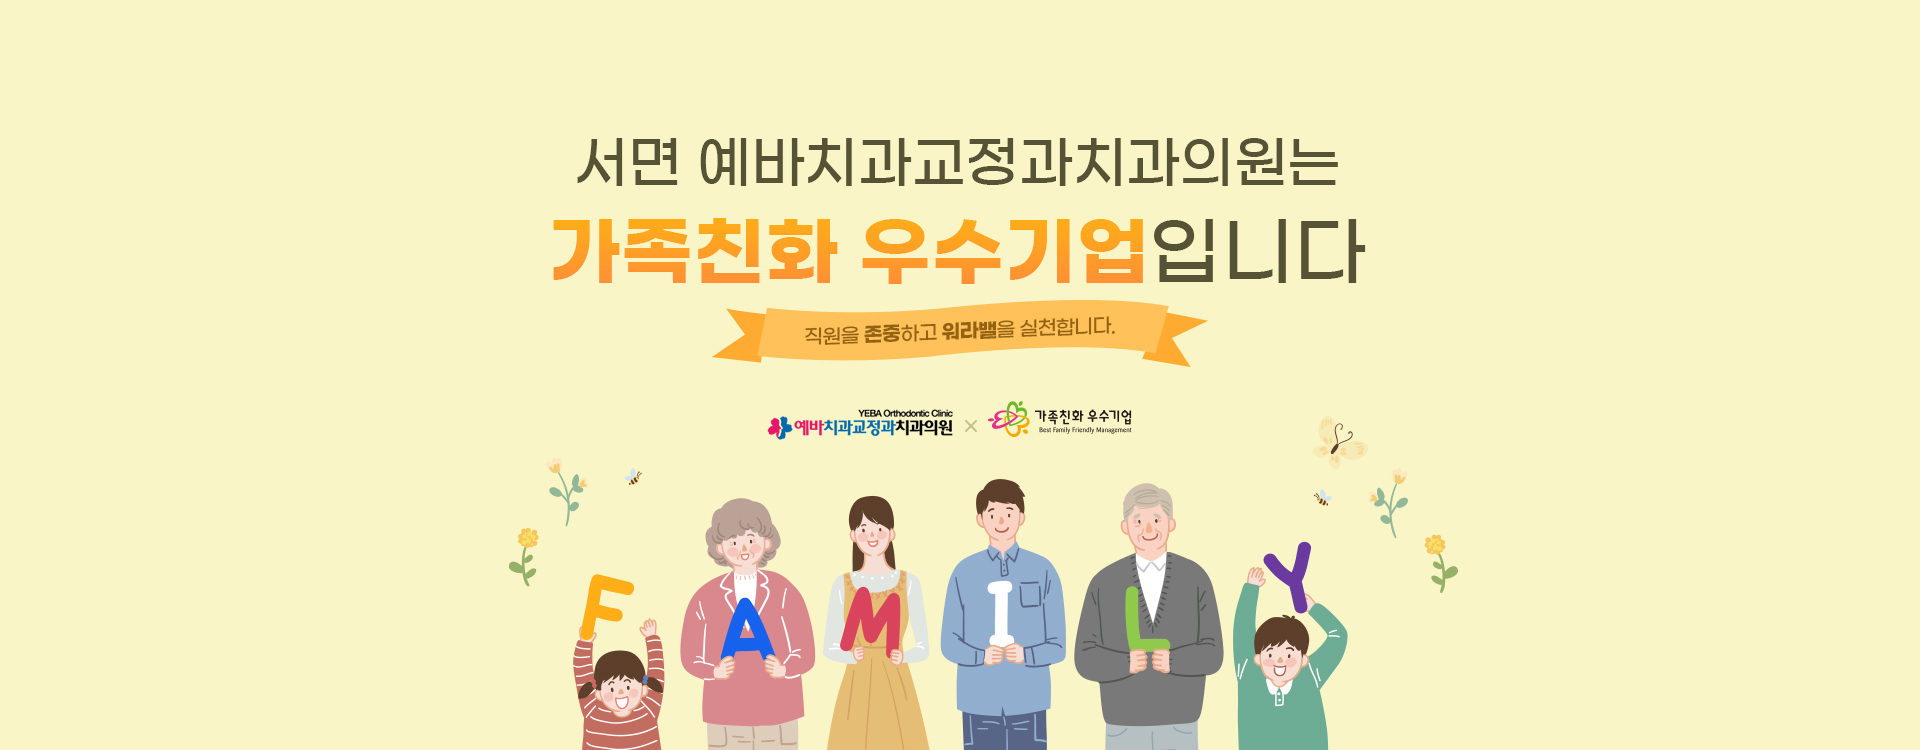 서면 예바치과교정과치과의원는
가족친화 우수기업입니다
직원을 존중하고 워라밸을 실천합니다.
YEBA Orthodontic Clinic
예바치과교정과치과의원 × 가족친화 우수기업
Best Family Friendly Management
FAMILY